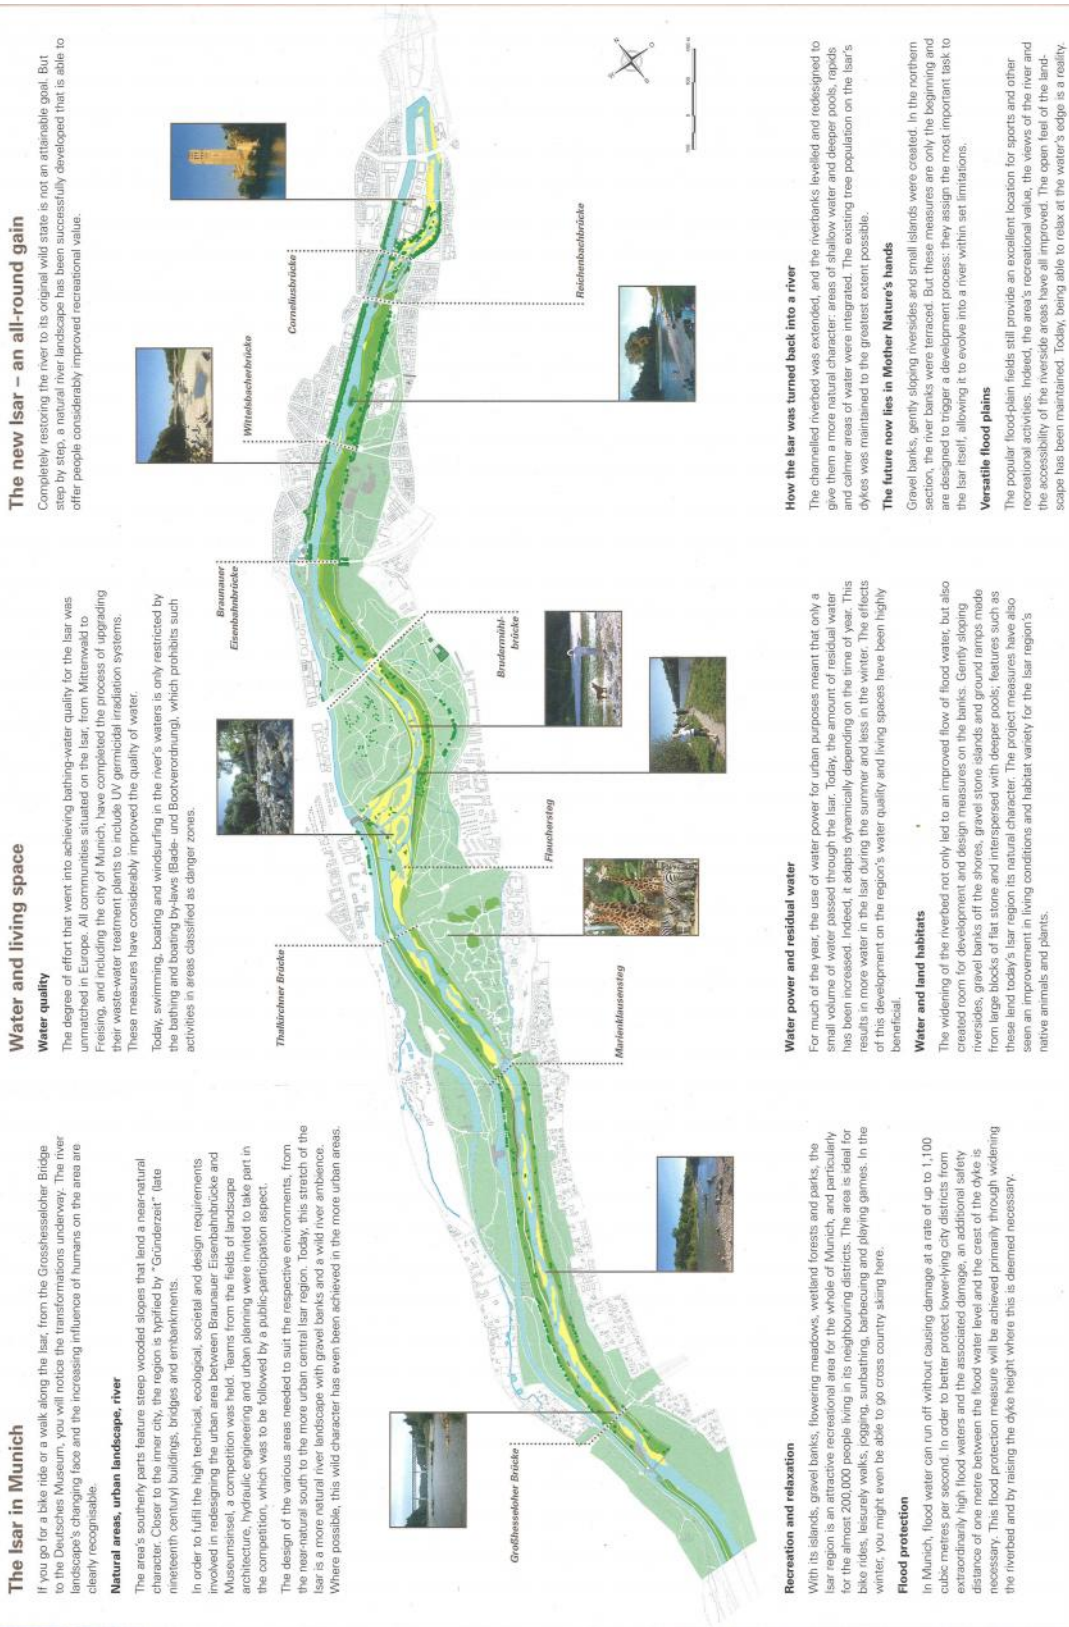 The Isar in Munich
If you go for a bike ride or a walk along the Isar, from the Grosshesseloher Bridge
to the Deutsches Museum, you will notice the transformations underway. The river
landscape's changing face and the increasing influence of humans on the area are
clearly recognisable.
Natural areas, urban landscape, river
The area's southerly parts feature steep wooded slopes that lend a near-natural
character. Closer to the inner city, the region is typified by "Gründerzeit" (late
nineteenth century) buildings, bridges and embankments.
In order to fulfil the high technical, ecological, societal and design requirements
involved in redesigning the urban area between Braunauer Eisenbahnbrücke and
Museumsinsel, a competition was held. Teams from the fields of landscape
architecture, hydraulic engineering and urban planning were invited to take part in
the competition, which was to be followed by a public-participation aspect.
The design of the various areas needed to suit the respective environments, from
the near-natural south to the more urban central Isar region. Today, this stretch of the
Isar is a more natural river landscape with gravel banks and a wild river ambience.
Where possible, this wild character has even been achieved in the more urban areas.
Water and living space
Water quality
The degree of effort that went into achieving bathing-water quality for the Isar was
unmatched in Europe. All communities situated on the Isar, from Mittenwald to
Freising, and including the city of Munich, have completed the process of upgrading
their waste-water treatment plants to include UV germicidal irradiation systems.
These measures have considerably improved the quality of water.
Today, swimming, boating and windsurfing in the river's waters is only restricted by
the bathing and boating by-laws (Bade- und Bootverordnung), which prohibits such
activities in areas classified as danger zones.
The new Isar – an all-round gain
Completely restoring the river to its original wild state is not an attainable goal. But
step by step, a natural river landscape has been successfully developed that is able to
offer people considerably improved recreational value.
Großhesseloher Brücke
Thalkirchner Brücke
Marienklausensteg
Flauchersteg
Braunauer
Eisenbahnbrücke
Brudermühl-
brücke
Wittelsbacherbrücke
Corneliusbrücke
Reichenbachbrücke
Recreation and relaxation
With its islands, gravel banks, flowering meadows, wetland forests and parks, the
Isar region is an attractive recreational area for the whole of Munich, and particularly
for the almost 200,000 people living in its neighbouring districts. The area is ideal for
bike rides, leisurely walks, jogging, sunbathing, barbecuing and playing games. In the
winter, you might even be able to go cross country skiing here.
Flood protection
In Munich, flood water can run off without causing damage at a rate of up to 1,100
cubic metres per second. In order to better protect lower-lying city districts from
extraordinarily high flood waters and the associated damage, an additional safety
distance of one metre between the flood water level and the crest of the dyke is
necessary. This flood protection measure will be achieved primarily through widening
the riverbed and by raising the dyke height where this is deemed necessary.
Water power and residual water
For much of the year, the use of water power for urban purposes meant that only a
small volume of water passed through the Isar. Today, the amount of residual water
has been increased. Indeed, it adapts dynamically depending on the time of year. This
results in more water in the Isar during the summer and less in the winter. The effects
of this development on the region's water quality and living spaces have been highly
beneficial.
Water and land habitats
The widening of the riverbed not only led to an improved flow of flood water, but also
created room for development and design measures on the banks. Gently sloping
riversides, gravel banks off the shores, gravel stone islands and ground ramps made
from large blocks of flat stone and interspersed with deeper pools; features such as
these lend today's Isar region its natural character. The project measures have also
seen an improvement in living conditions and habitat variety for the Isar region's
native animals and plants.
How the Isar was turned back into a river
The channelled riverbed was extended, and the riverbanks levelled and redesigned to
give them a more natural character: areas of shallow water and deeper pools, rapids
and calmer areas of water were integrated. The existing tree population on the Isar's
dykes was maintained to the greatest extent possible.
The future now lies in Mother Nature's hands
Gravel banks, gently sloping riversides and small islands were created. In the northern
section, the river banks were terraced. But these measures are only the beginning and
are designed to trigger a development process: they assign the most important task to
the Isar itself, allowing it to evolve into a river within set limitations.
Versatile flood plains
The popular flood-plain fields still provide an excellent location for sports and other
recreational activities. Indeed, the area's recreational value, the views of the river and
the accessibility of the riverside areas have all improved. The open feel of the land-
scape has been maintained. Today, being able to relax at the water's edge is a reality.